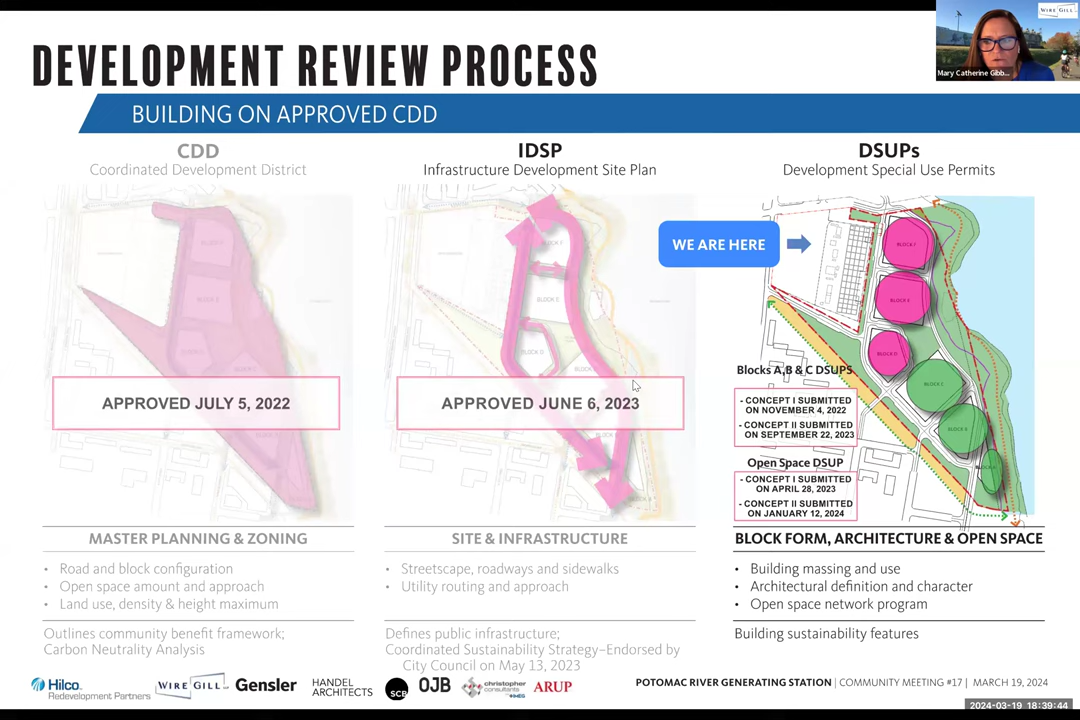 DEVELOPMENT REVIEW PROCESS
BUILDING ON APPROVED CDD
WIRE GILL LLP
Mary Catherine Gibb...
CDD
Coordinated Development District
APPROVED JULY 5, 2022
MASTER PLANNING & ZONING
• Road and block configuration
• Open space amount and approach
• Land use, density & height maximum
Outlines community benefit framework;
Carbon Neutrality Analysis
IDSP
Infrastructure Development Site Plan
BLOCK F
BLOCK E
BLOCK D
APPROVED JUNE 6, 2023
SITE & INFRASTRUCTURE
• Streetscape, roadways and sidewalks
• Utility routing and approach
Defines public infrastructure;
Coordinated Sustainability Strategy–Endorsed by
City Council on May 13, 2023
DSUPs
Development Special Use Permits
WE ARE HERE
BLOCK F
BLOCK E
BLOCK D
BLOCK C
BLOCK B
Blocks A,B & C DSUPS
- CONCEPT I SUBMITTED
ON NOVEMBER 4, 2022
- CONCEPT II SUBMITTED
ON SEPTEMBER 22, 2023
Open Space DSUP
- CONCEPT I SUBMITTED
ON APRIL 28, 2023
- CONCEPT II SUBMITTED
ON JANUARY 12, 2024
BLOCK FORM, ARCHITECTURE & OPEN SPACE
• Building massing and use
• Architectural definition and character
• Open space network program
Building sustainability features
Hilco
Redevelopment Partners
WIRE GILL LLP
Gensler
HANDEL
ARCHITECTS
SCB
OJB
christopher
consultants
ARUP
POTOMAC RIVER GENERATING STATION | COMMUNITY MEETING #17 | MARCH 19, 2024
2024-03-19 18:39:44